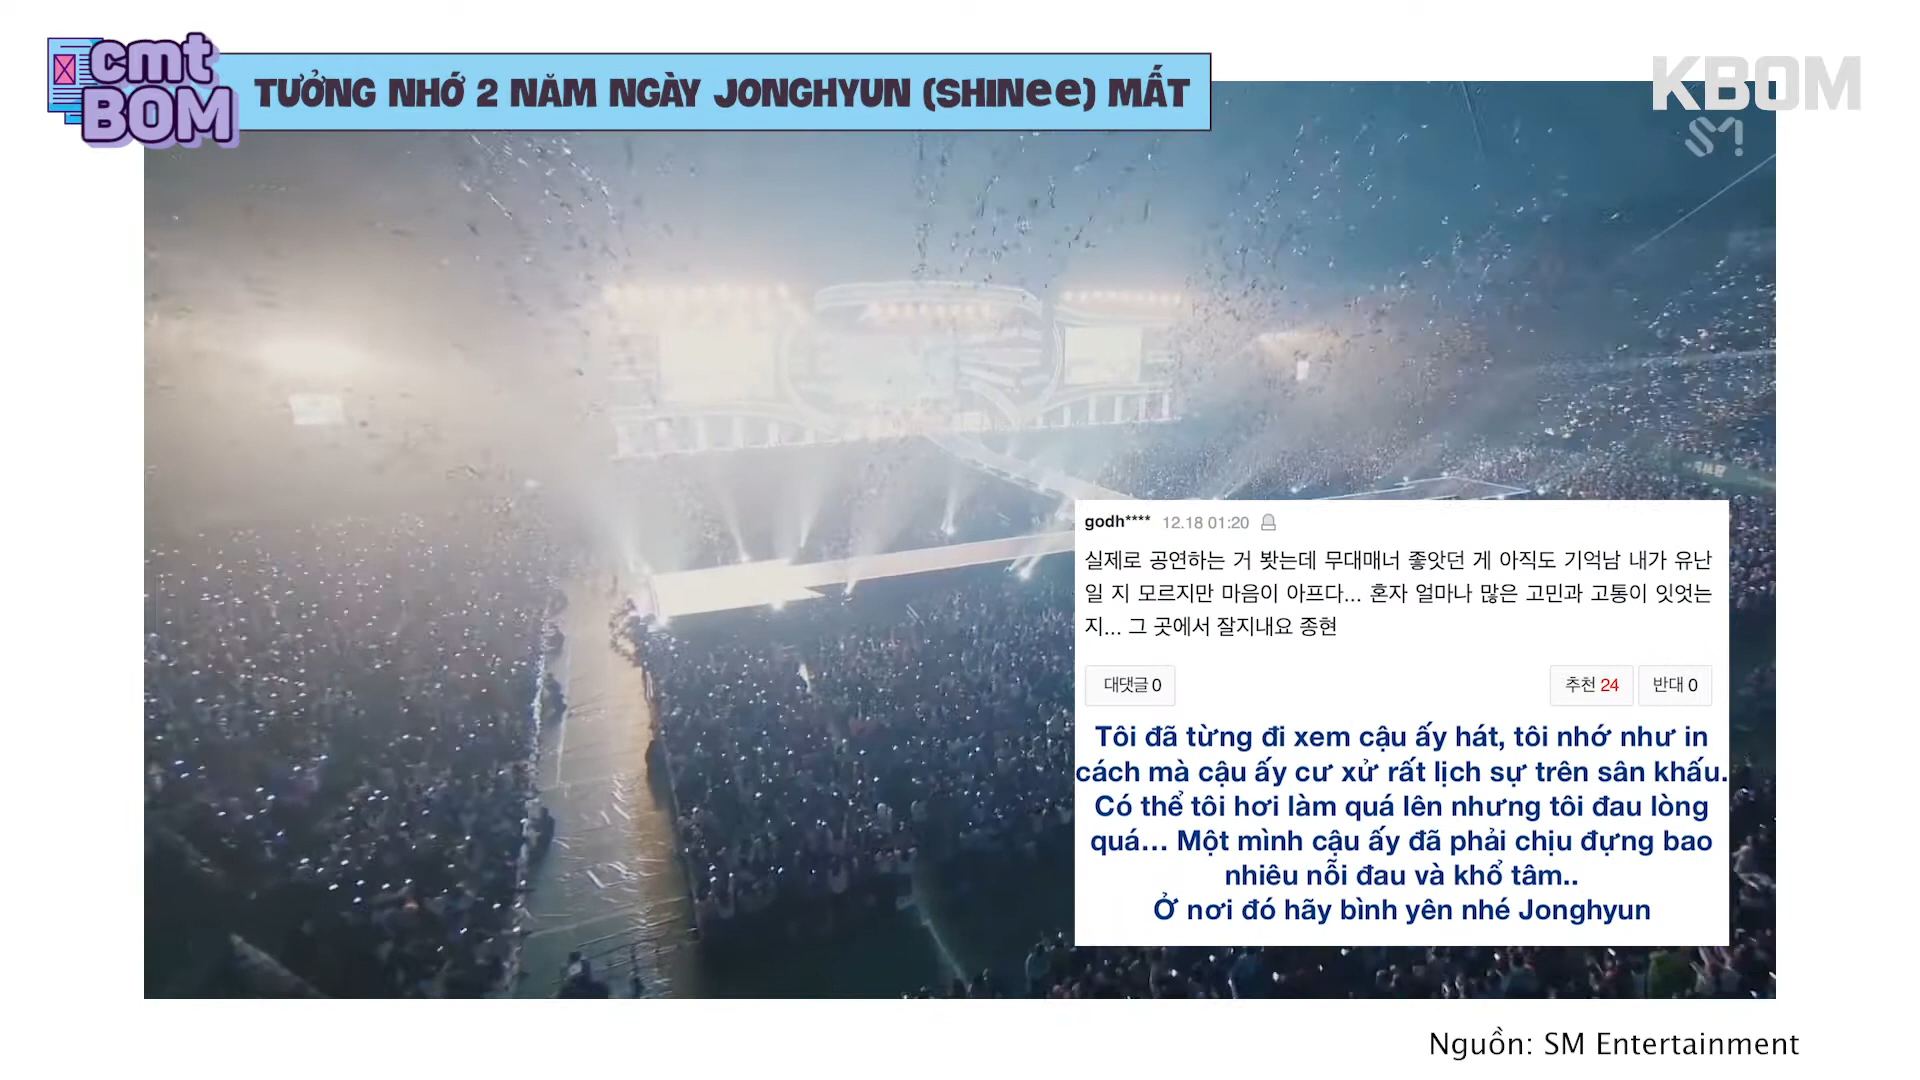 cmt
BOM
TƯỞNG NHỚ 2 NĂM NGÀY JONGHYUN (SHINee) MẤT
KBOM
SM!
godh**** 12.18 01:20
실제로 공연하는 거 봣는데 무대매너 좋앗던 게 아직도 기억남 내가 유난
일 지 모르지만 마음이 아프다... 혼자 얼마나 많은 고민과 고통이 잇엇는
지... 그 곳에서 잘지내요 종현
대댓글 0 추천 24 반대 0
Tôi đã từng đi xem cậu ấy hát, tôi nhớ như in
cách mà cậu ấy cư xử rất lịch sự trên sân khấu.
Có thể tôi hơi làm quá lên nhưng tôi đau lòng
quá... Một mình cậu ấy đã phải chịu đựng bao
nhiêu nỗi đau và khổ tâm..
Ở nơi đó hãy bình yên nhé Jonghyun
Nguồn: SM Entertainment